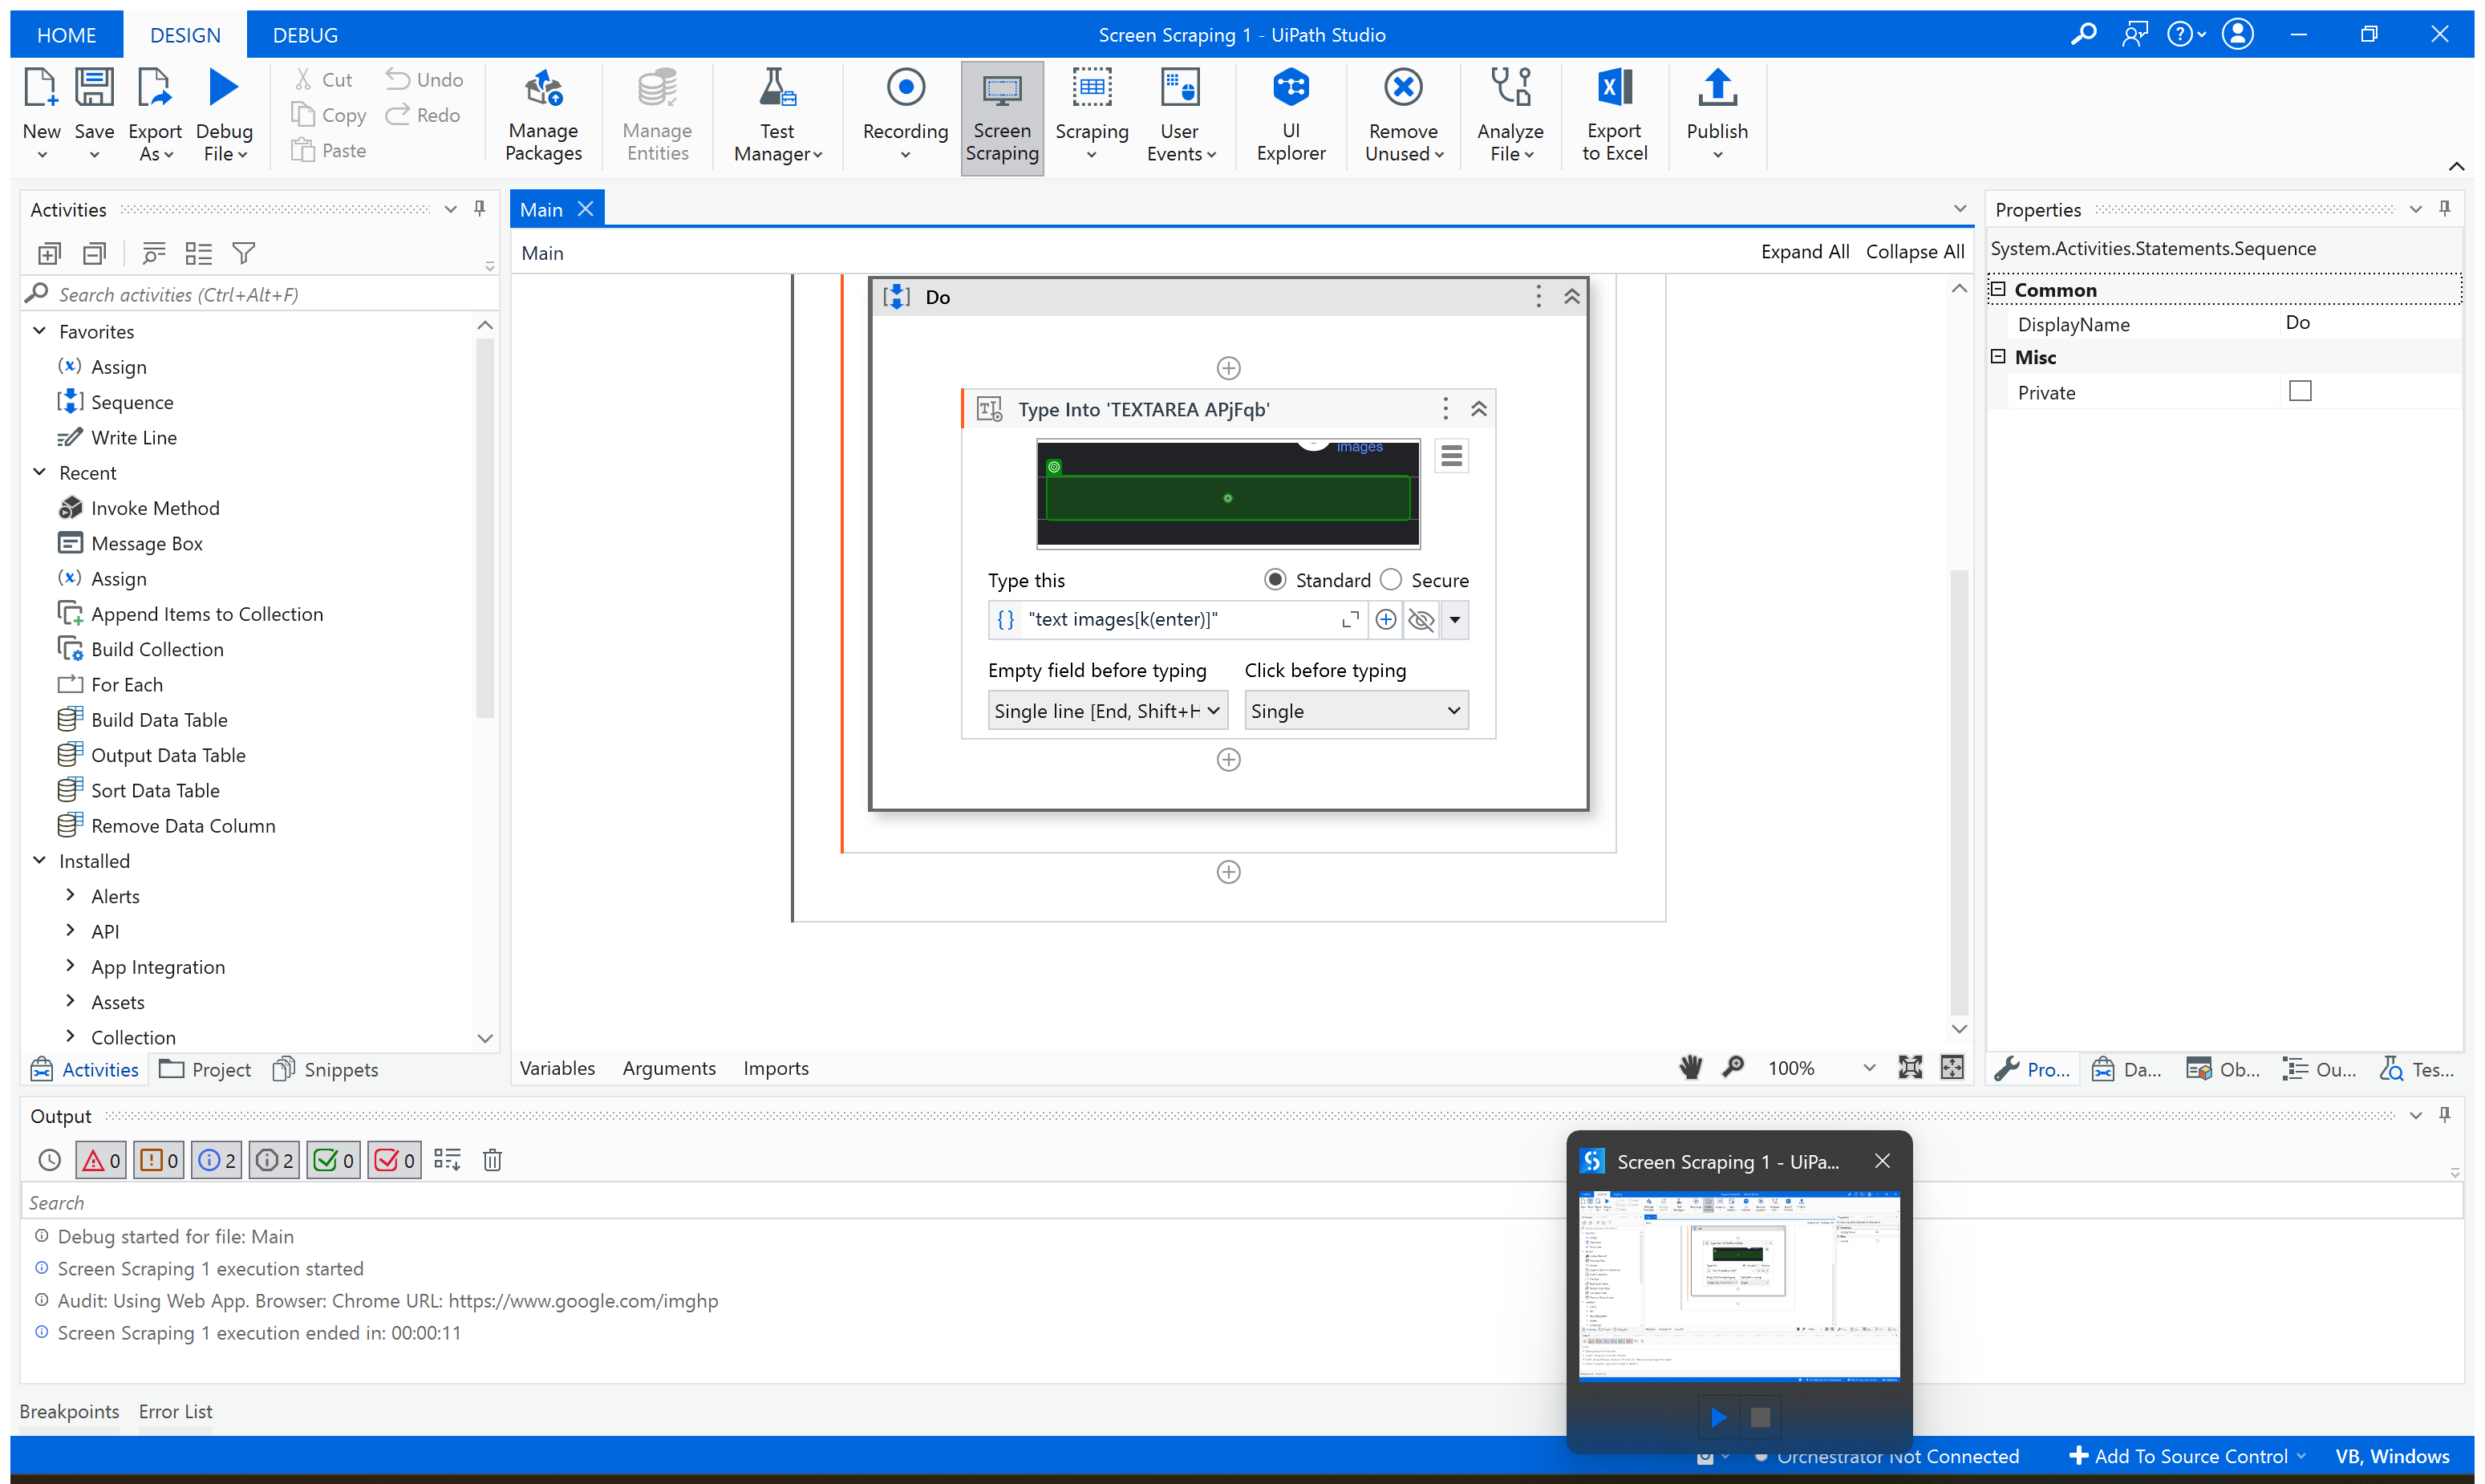 HOME DESIGN DEBUG Screen Scraping 1 - UiPath Studio
New Save Export As Debug File
Cut Undo
Copy Redo
Paste
Manage Packages
Manage Entities
Test Manager
Recording
Screen Scraping
Scraping
User Events
UI Explorer
Remove Unused
Analyze File
Export to Excel
Publish
Activities
Search activities (Ctrl+Alt+F)
Favorites
Assign
Sequence
Write Line
Recent
Invoke Method
Message Box
Assign
Append Items to Collection
Build Collection
For Each
Build Data Table
Output Data Table
Sort Data Table
Remove Data Column
Installed
Alerts
API
App Integration
Assets
Collection
Activities Project Snippets
Main
Main Expand All Collapse All
Do
Type Into 'TEXTAREA APjFqb'
images
Type this Standard Secure
{} "text images[k(enter)]"
Empty field before typing Click before typing
Single line [End, Shift+H Single
Variables Arguments Imports 100%
Properties
System.Activities.Statements.Sequence
Common
DisplayName Do
Misc
Private
Pro... Da... Ob... Ou... Tes...
Output
0 0 2 2 0 0
Search
Debug started for file: Main
Screen Scraping 1 execution started
Audit: Using Web App. Browser: Chrome URL: https://www.google.com/imghp
Screen Scraping 1 execution ended in: 00:00:11
Screen Scraping 1 - UiPa...
Breakpoints Error List
Orchestrator Not Connected Add To Source Control VB, Windows